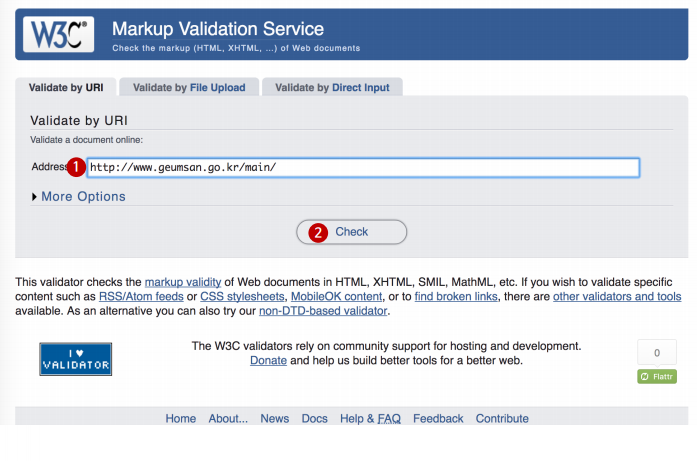 W3C® Markup Validation Service
Check the markup (HTML, XHTML, ...) of Web documents
Validate by URI Validate by File Upload Validate by Direct Input
Validate by URI
Validate a document online:
Address 1 http://www.geumsan.go.kr/main/
More Options
2 Check
This validator checks the markup validity of Web documents in HTML, XHTML, SMIL, MathML, etc. If you wish to validate specific
content such as RSS/Atom feeds or CSS stylesheets, MobileOK content, or to find broken links, there are other validators and tools
available. As an alternative you can also try our non-DTD-based validator.
I ♥
VALIDATOR
The W3C validators rely on community support for hosting and development.
Donate and help us build better tools for a better web.
0
Flattr
Home About... News Docs Help & FAQ Feedback Contribute